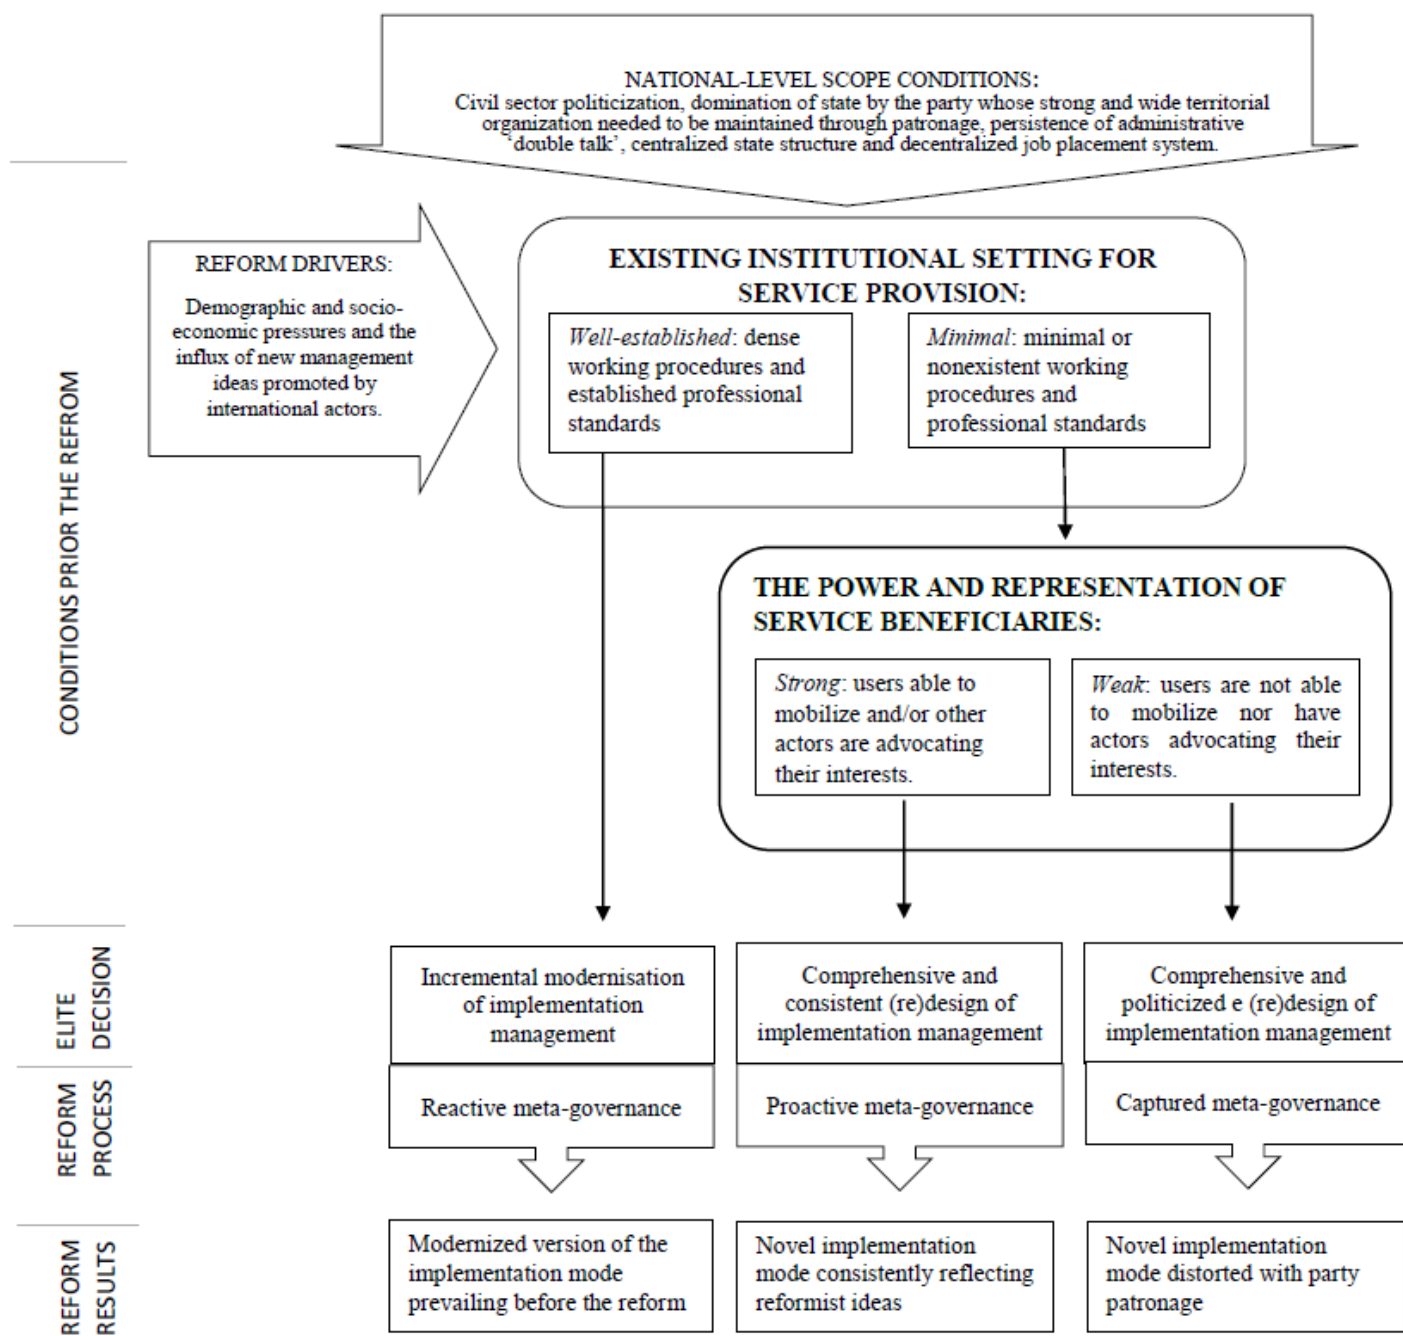 NATIONAL-LEVEL SCOPE CONDITIONS:
Civil sector politicization, domination of state by the party whose strong and wide territorial
organization needed to be maintained through patronage, persistence of administrative
‘double talk’, centralized state structure and decentralized job placement system.
REFORM DRIVERS:
Demographic and socio-
economic pressures and the
influx of new management
ideas promoted by
international actors.
EXISTING INSTITUTIONAL SETTING FOR
SERVICE PROVISION:
Well-established: dense
working procedures and
established professional
standards
Minimal: minimal or
nonexistent working
procedures and
professional standards
CONDITIONS PRIOR THE REFROM
THE POWER AND REPRESENTATION OF
SERVICE BENEFICIARIES:
Strong: users able to
mobilize and/or other
actors are advocating
their interests.
Weak: users are not able
to mobilize nor have
actors advocating their
interests.
ELITE
DECISION
Incremental modernisation
of implementation
management
Comprehensive and
consistent (re)design of
implementation management
Comprehensive and
politicized e (re)design of
implementation management
REFORM
PROCESS
Reactive meta-governance
Proactive meta-governance
Captured meta-governance
REFORM
RESULTS
Modernized version of the
implementation mode
prevailing before the reform
Novel implementation
mode consistently reflecting
reformist ideas
Novel implementation
mode distorted with party
patronage